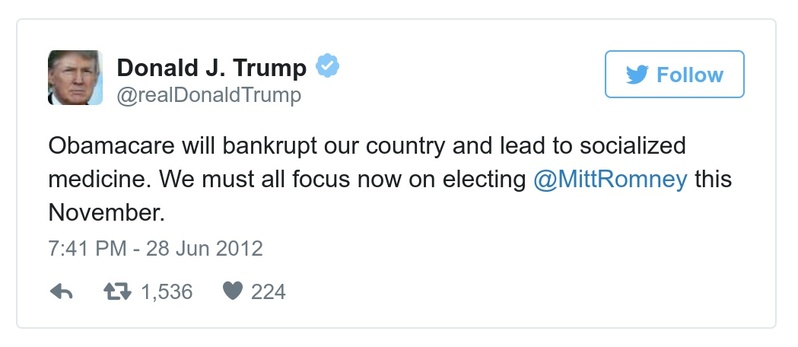 Donald J. Trump
@realDonaldTrump
Follow
Obamacare will bankrupt our country and lead to socialized
medicine. We must all focus now on electing @MittRomney this
November.
7:41 PM - 28 Jun 2012
1,536 224